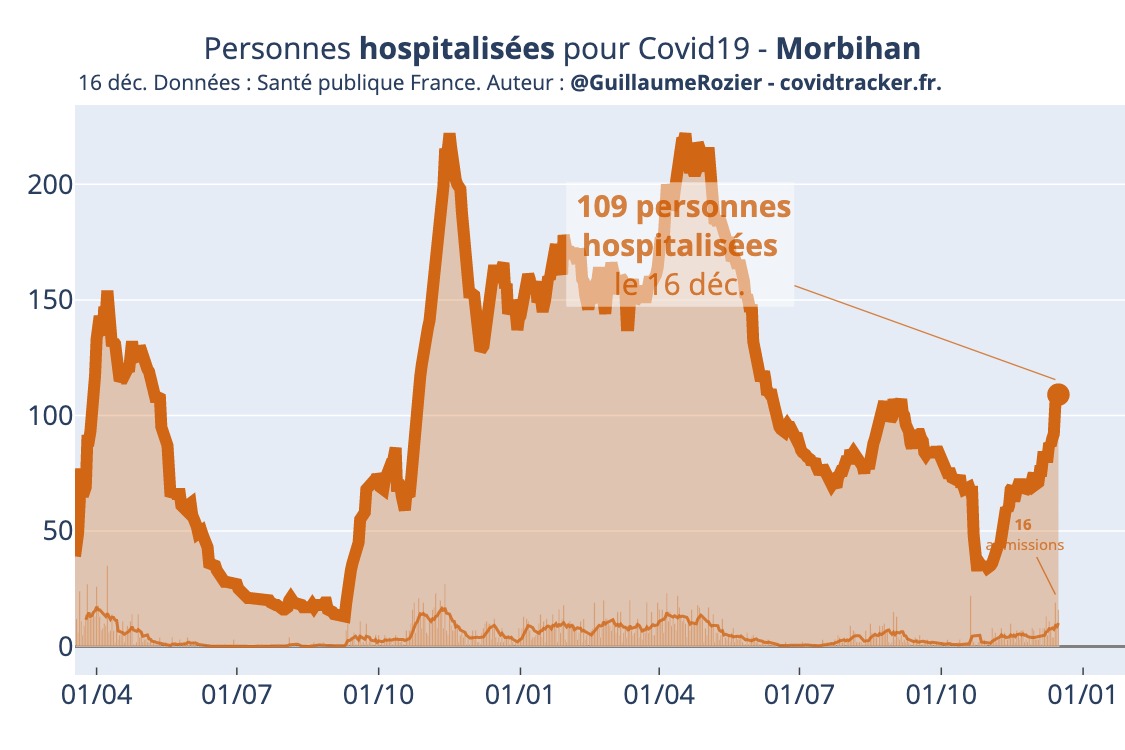 Personnes hospitalisées pour Covid19 - Morbihan
16 déc. Données : Santé publique France. Auteur : @GuillaumeRozier - covidtracker.fr.
200
150
100
50
0
109 personnes
hospitalisées
le 16 déc.
16
admissions
01/04
01/07
01/10
01/01
01/04
01/07
01/10
01/01